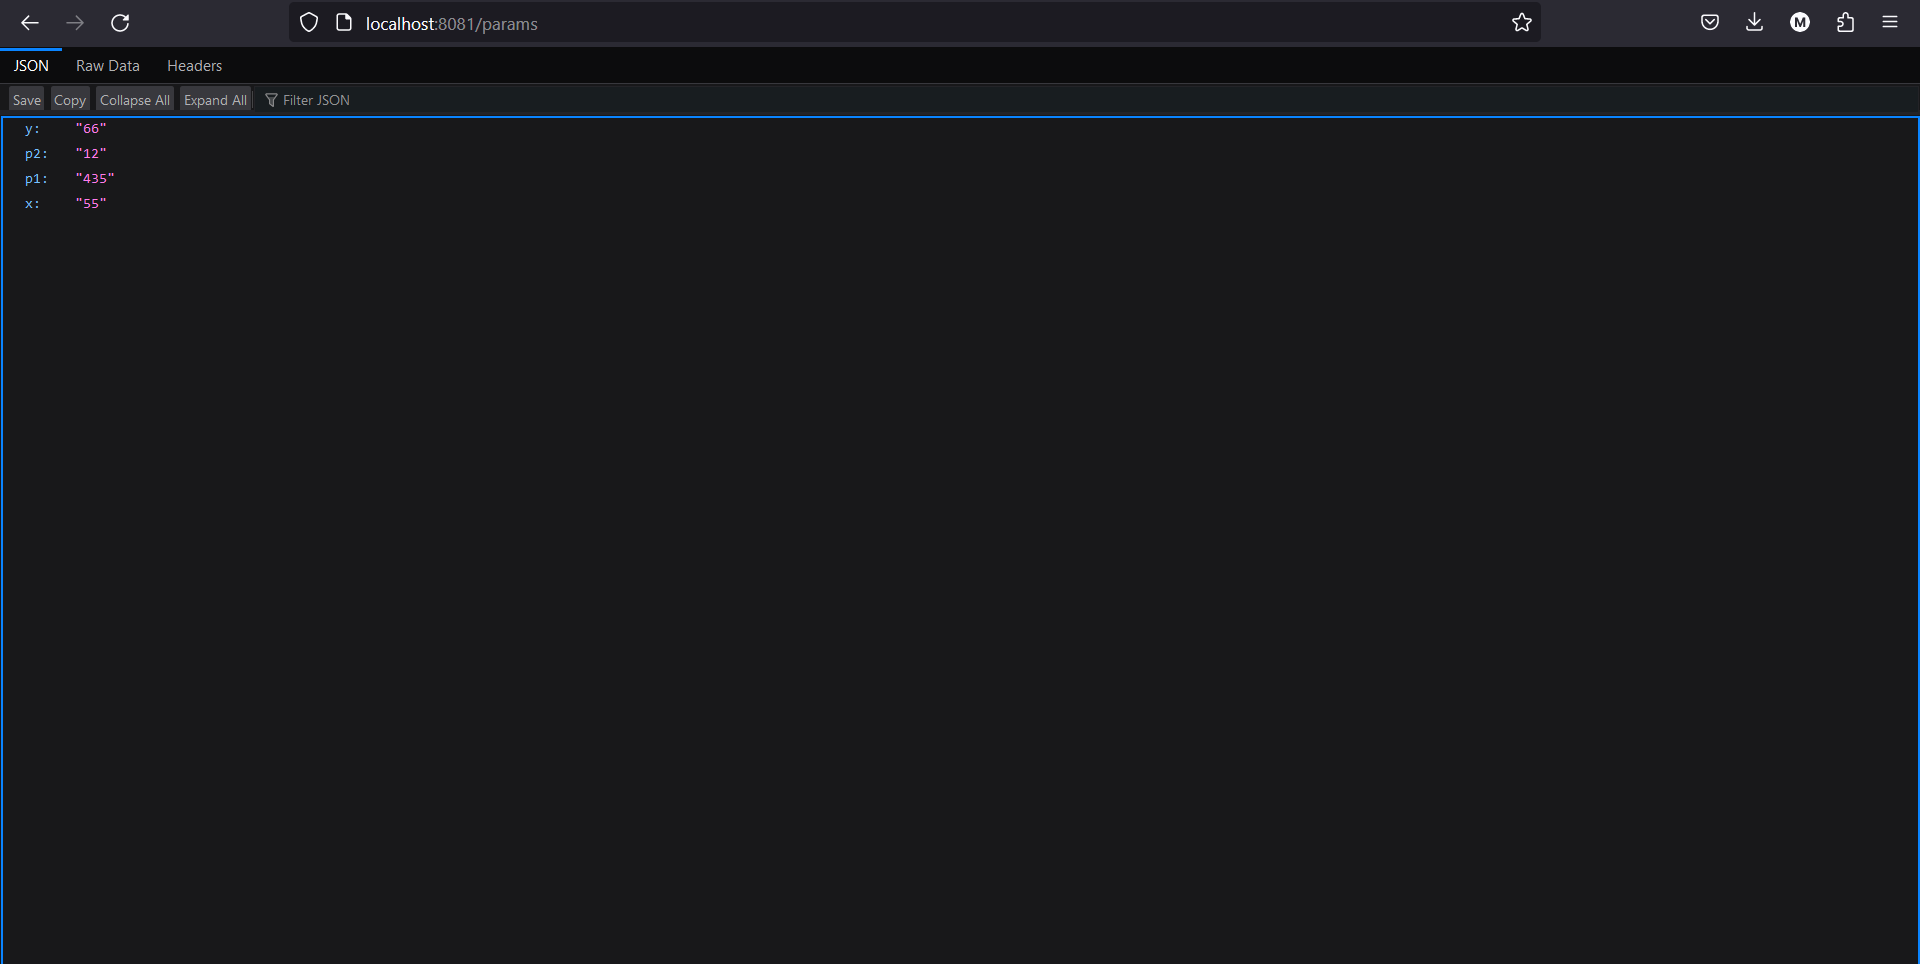 localhost:8081/params
M
JSON Raw Data Headers
Save Copy Collapse All Expand All Filter JSON
y: "66"
p2: "12"
p1: "435"
x: "55"